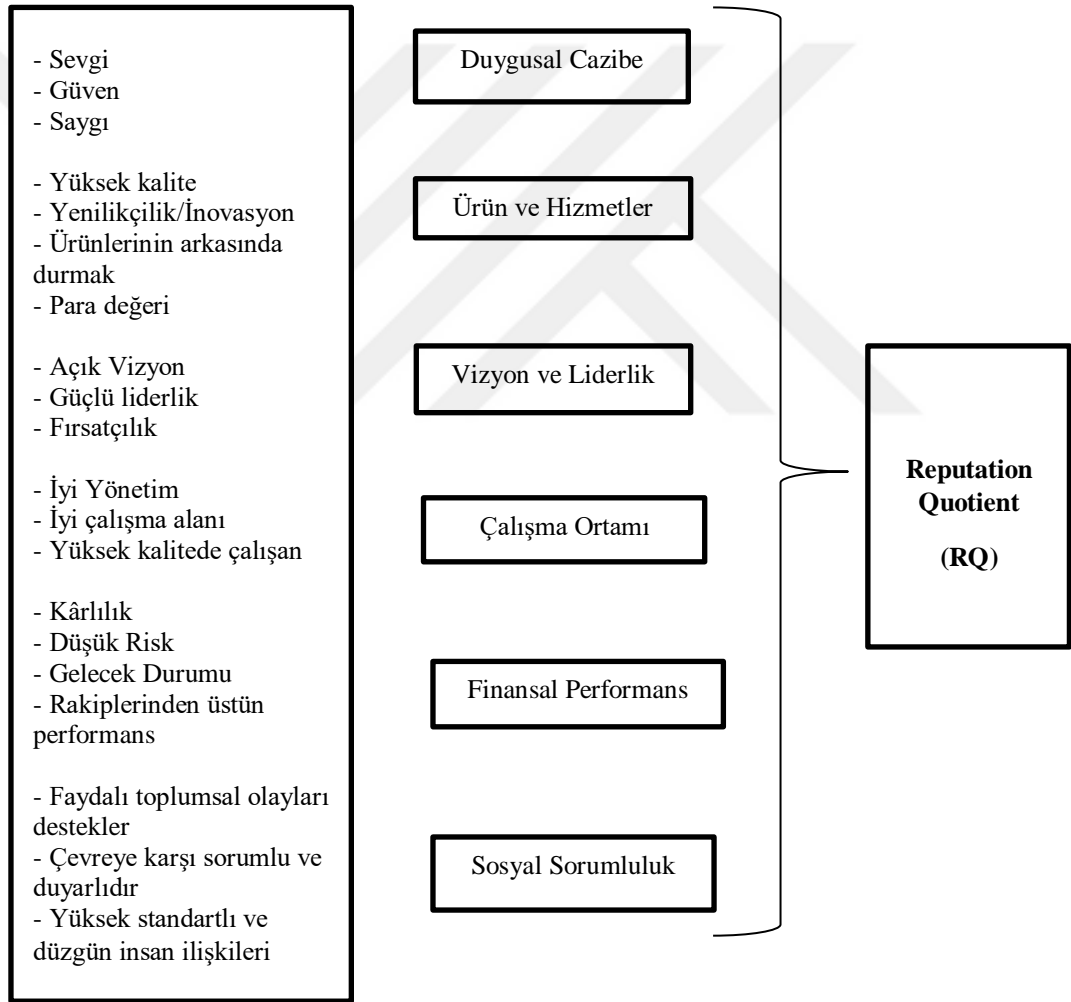 - Sevgi
- Güven
- Saygı
- Yüksek kalite
- Yenilikçilik/İnovasyon
- Ürünlerinin arkasında
durmak
- Para değeri
- Açık Vizyon
- Güçlü liderlik
- Fırsatçılık
- İyi Yönetim
- İyi çalışma alanı
- Yüksek kalitede çalışan
- Kârlılık
- Düşük Risk
- Gelecek Durumu
- Rakiplerinden üstün
performans
- Faydalı toplumsal olayları
destekler
- Çevreye karşı sorumlu ve
duyarlıdır
- Yüksek standartlı ve
düzgün insan ilişkileri
Duygusal Cazibe
Ürün ve Hizmetler
Vizyon ve Liderlik
Çalışma Ortamı
Finansal Performans
Sosyal Sorumluluk
Reputation
Quotient
(RQ)